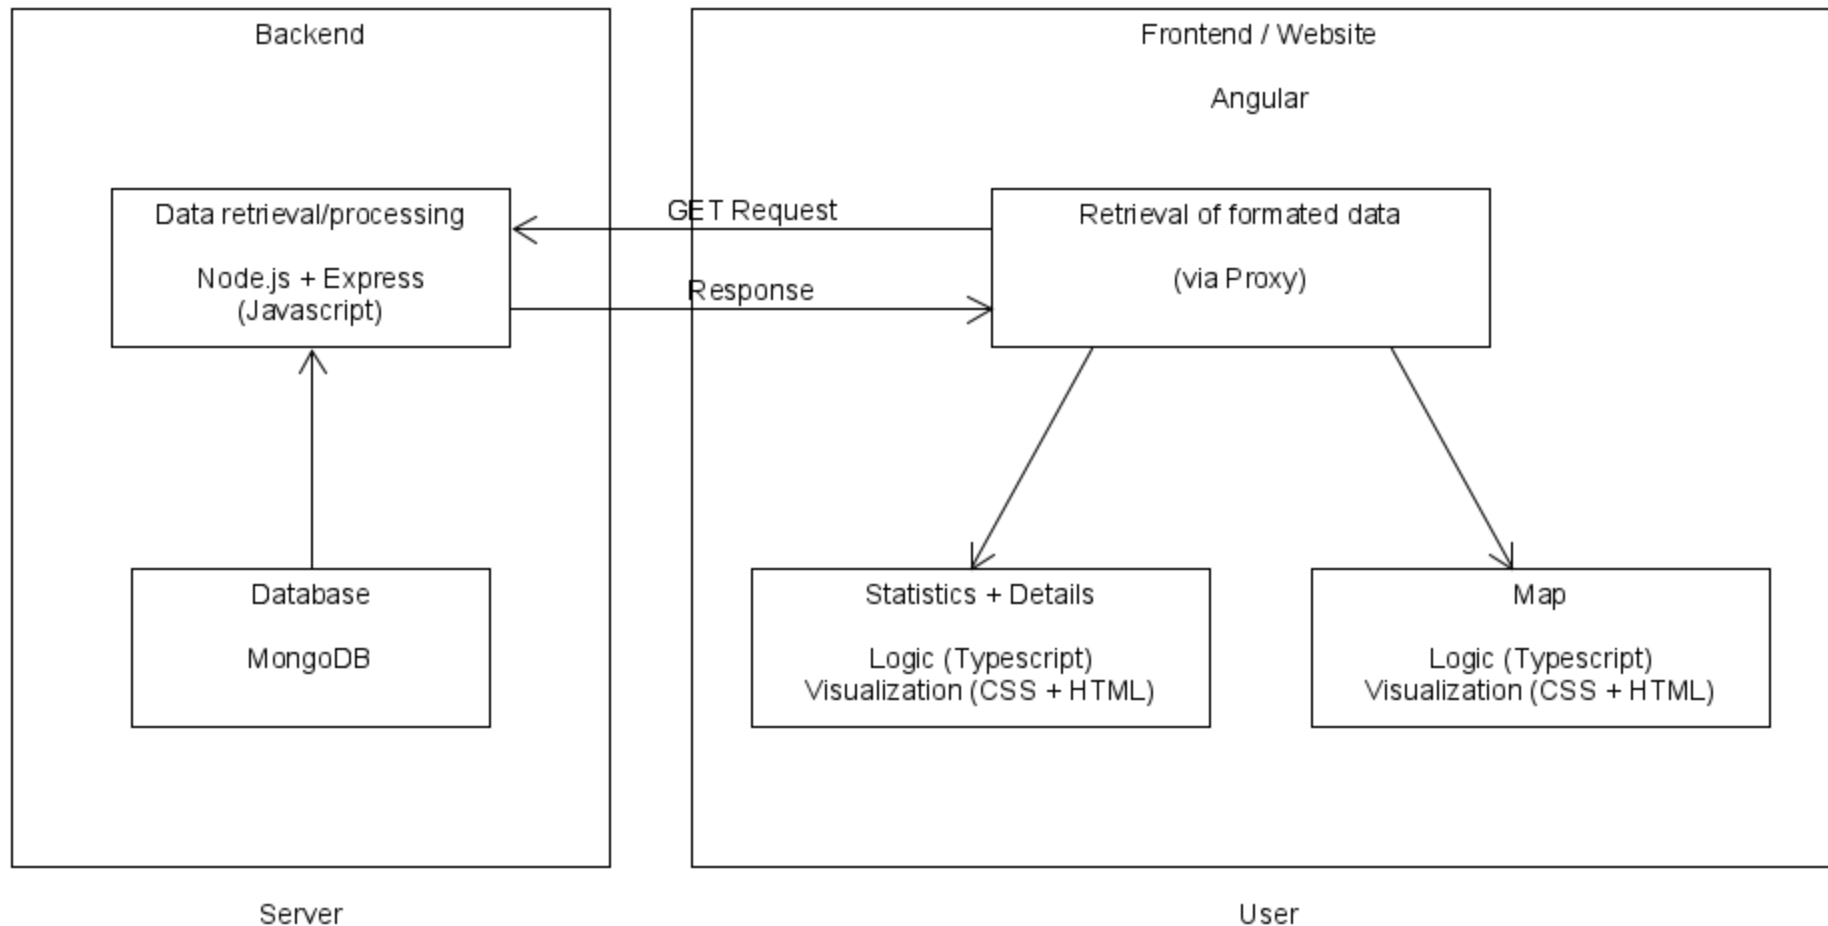 Backend
Data retrieval/processing
Node.js + Express
(Javascript)
Database
MongoDB
Server
GET Request
Response
Frontend / Website
Angular
Retrieval of formated data
(via Proxy)
Statistics + Details
Logic (Typescript)
Visualization (CSS + HTML)
Map
Logic (Typescript)
Visualization (CSS + HTML)
User